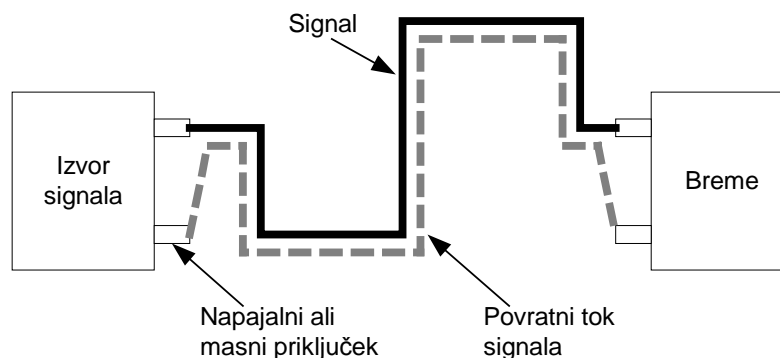 Signal
Izvor
signala
Breme
Napajalni ali
masni priključek
Povratni tok
signala